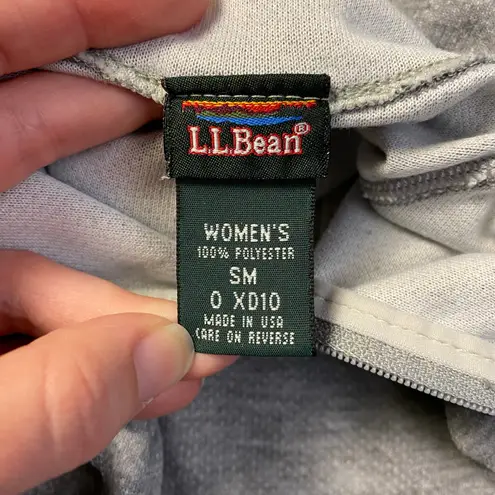 L.L.Bean®
WOMEN'S
100% POLYESTER
SM
0 XD10
MADE IN USA
CARE ON REVERSE